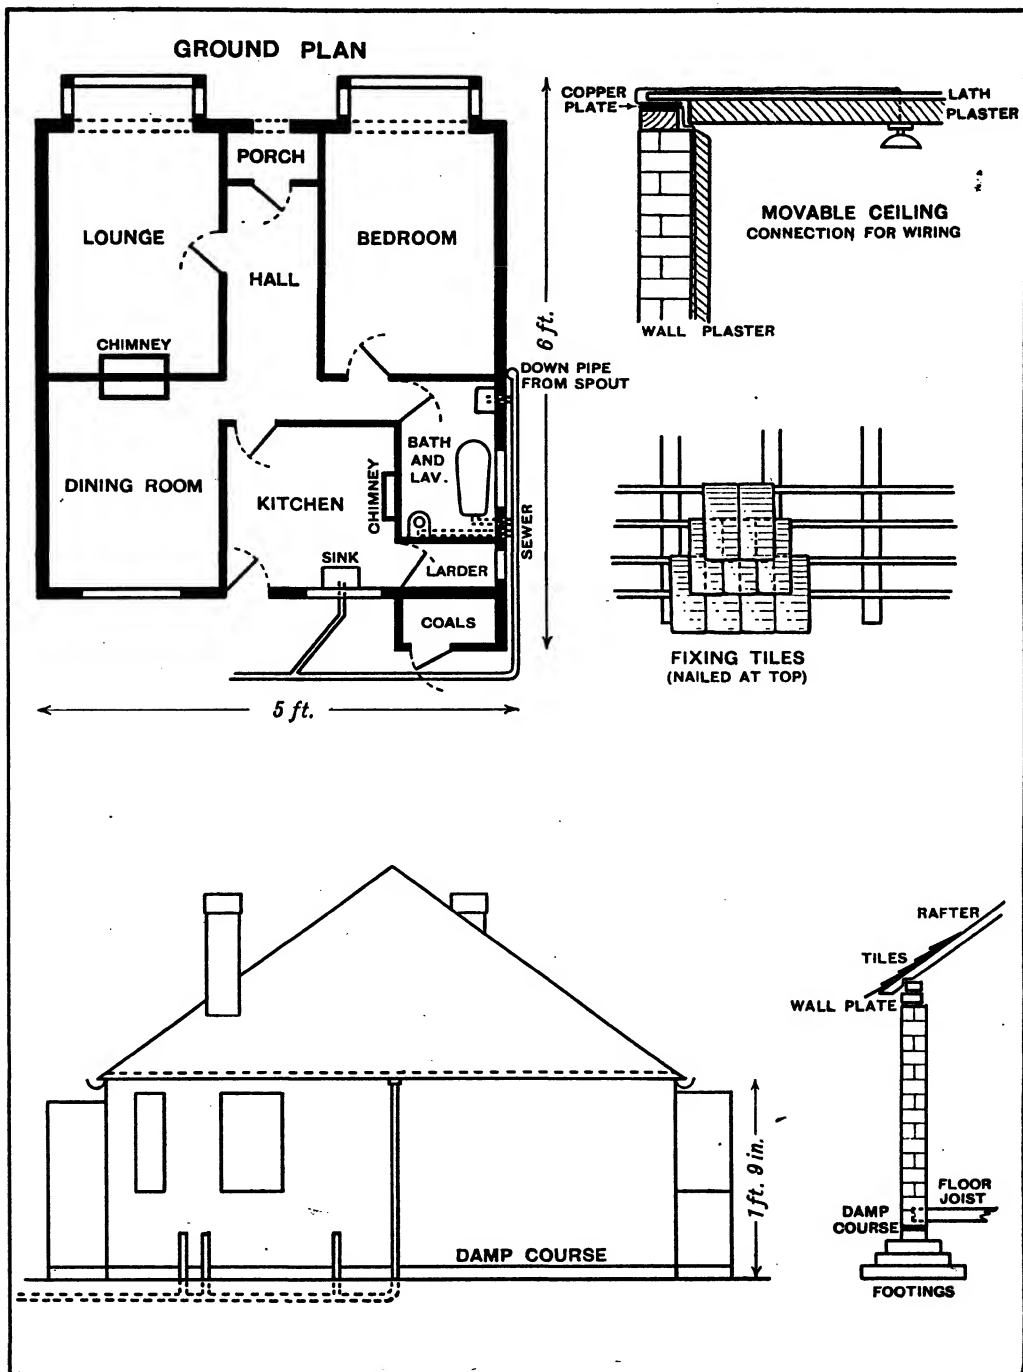 GROUND PLAN
PORCH
LOUNGE
BEDROOM
HALL
CHIMNEY
DINING ROOM
KITCHEN
CHIMNEY
BATH
AND
LAV.
SINK
LARDER
COALS
SEWER
DOWN PIPE
FROM SPOUT
6 ft.
5 ft.
COPPER
PLATE
LATH
PLASTER
MOVABLE CEILING
CONNECTION FOR WIRING
WALL PLASTER
FIXING TILES
(NAILED AT TOP)
DAMP COURSE
1 ft. 9 in.
RAFTER
TILES
WALL PLATE
FLOOR
JOIST
DAMP
COURSE
FOOTINGS